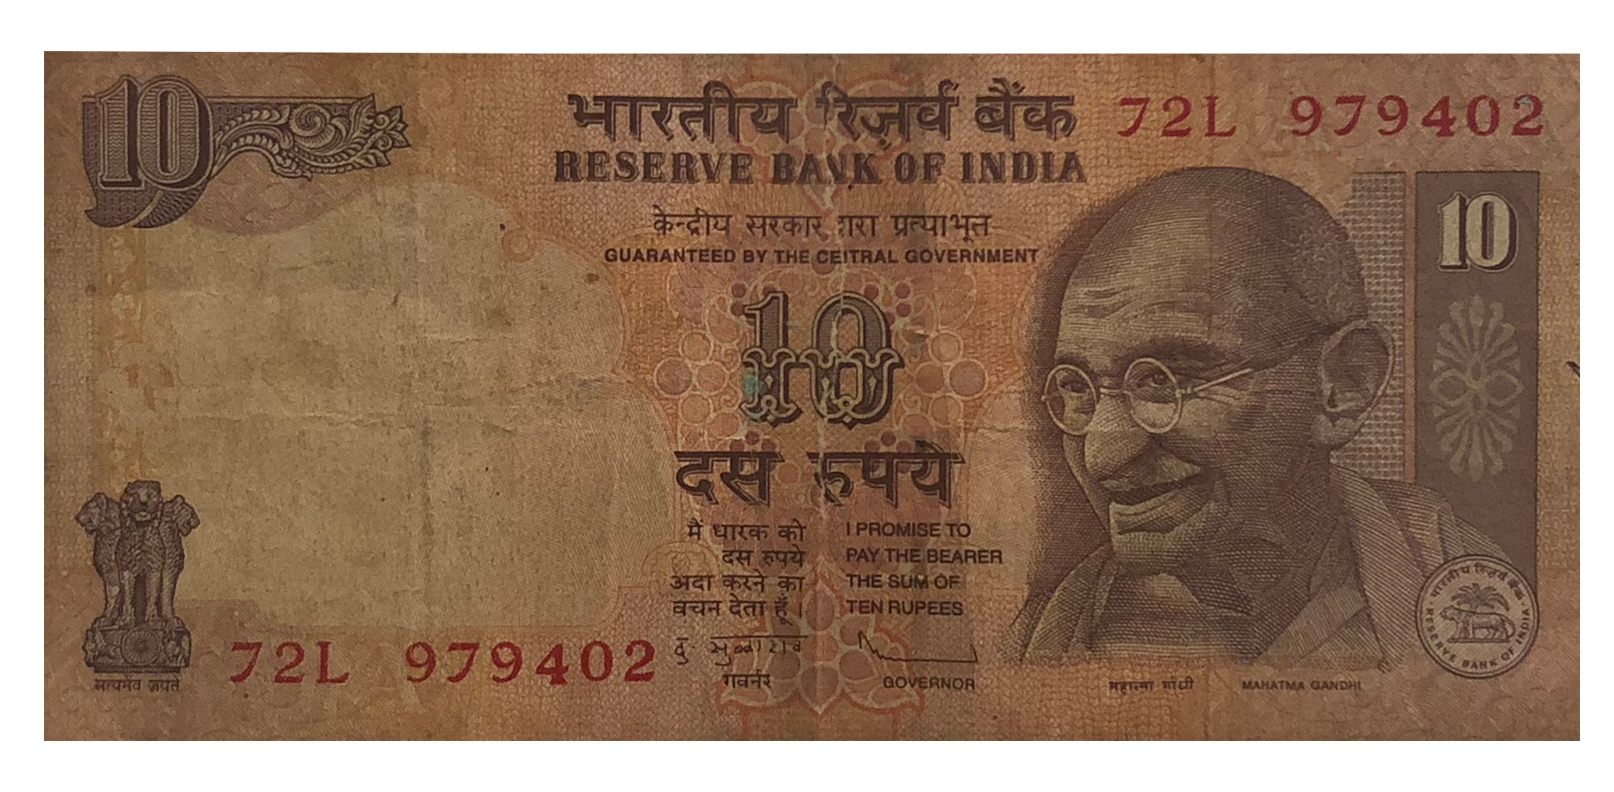 10
भारतीय रिज़र्व बैंक
72L 979402
RESERVE BANK OF INDIA
केन्द्रीय सरकार द्वारा प्रत्याभूत
GUARANTEED BY THE CENTRAL GOVERNMENT
10
10
दस रुपये
मैं धारक को
दस रुपये
अदा करने का
वचन देता हूँ।
I PROMISE TO
PAY THE BEARER
THE SUM OF
TEN RUPEES
72L 979402
दु. सुब्बाराव
गवर्नर
GOVERNOR
सत्यमेव जयते
महात्मा गांधी
MAHATMA GANDHI
भारतीय रिज़र्व बैंक
RESERVE BANK OF INDIA